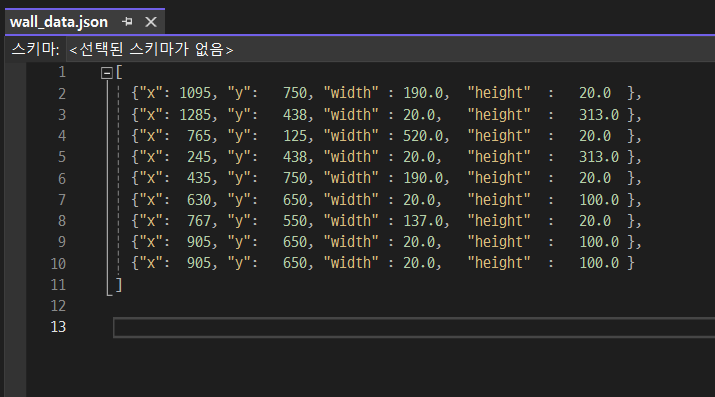 wall_data.json
스키마: <선택된 스키마가 없음>
1 [
2 {"x": 1095, "y": 750, "width" : 190.0, "height" : 20.0 },
3 {"x": 1285, "y": 438, "width" : 20.0, "height" : 313.0 },
4 {"x": 765, "y": 125, "width" : 520.0, "height" : 20.0 },
5 {"x": 245, "y": 438, "width" : 20.0, "height" : 313.0 },
6 {"x": 435, "y": 750, "width" : 190.0, "height" : 20.0 },
7 {"x": 630, "y": 650, "width" : 20.0, "height" : 100.0 },
8 {"x": 767, "y": 550, "width" : 137.0, "height" : 20.0 },
9 {"x": 905, "y": 650, "width" : 20.0, "height" : 100.0 },
10 {"x": 905, "y": 650, "width" : 20.0, "height" : 100.0 }
11 ]
12
13